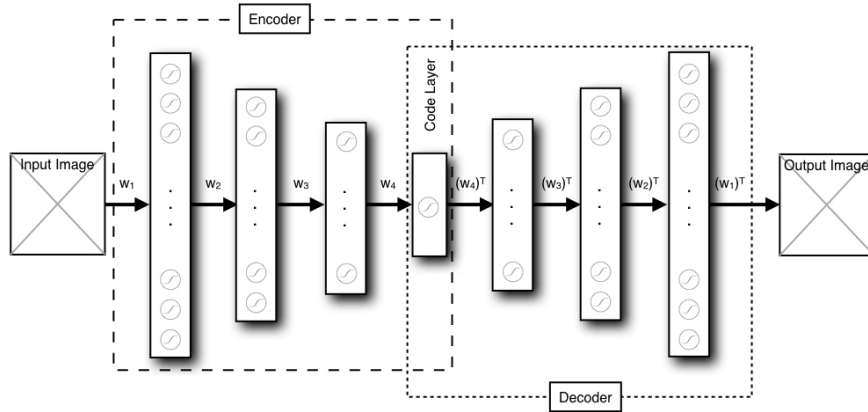 Encoder
Code Layer
Input Image
w₁
w₂
w₃
w₄
(w₄)ᵀ
(w₃)ᵀ
(w₂)ᵀ
(w₁)ᵀ
Output Image
Decoder